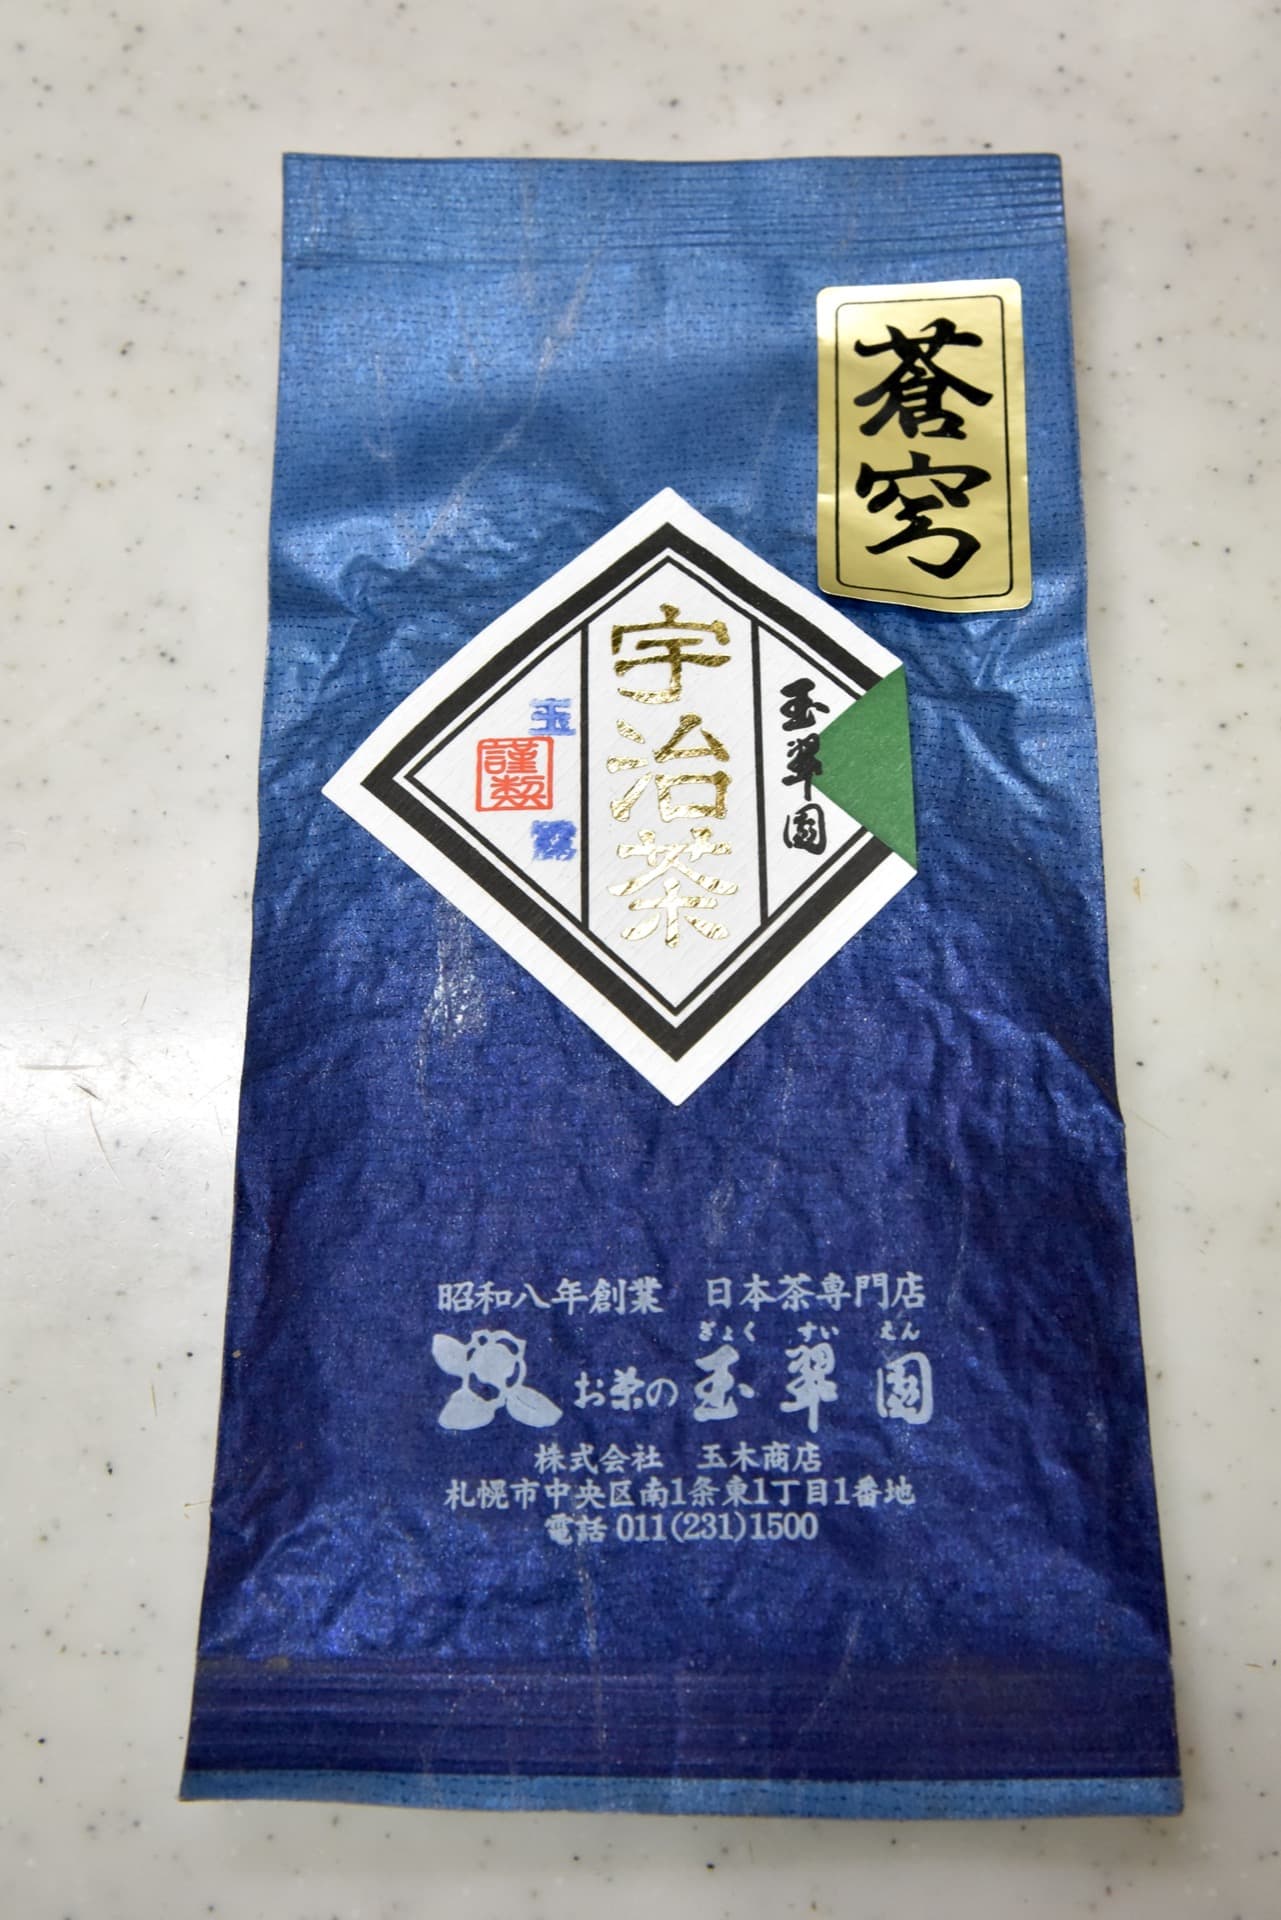 蒼穹
宇治茶
玉翠園
玉露
謹製
昭和八年創業 日本茶専門店
ぎょく すい えん
お茶の 玉翠園
株式会社 玉木商店
札幌市中央区南1条東1丁目1番地
電話 011(231)1500